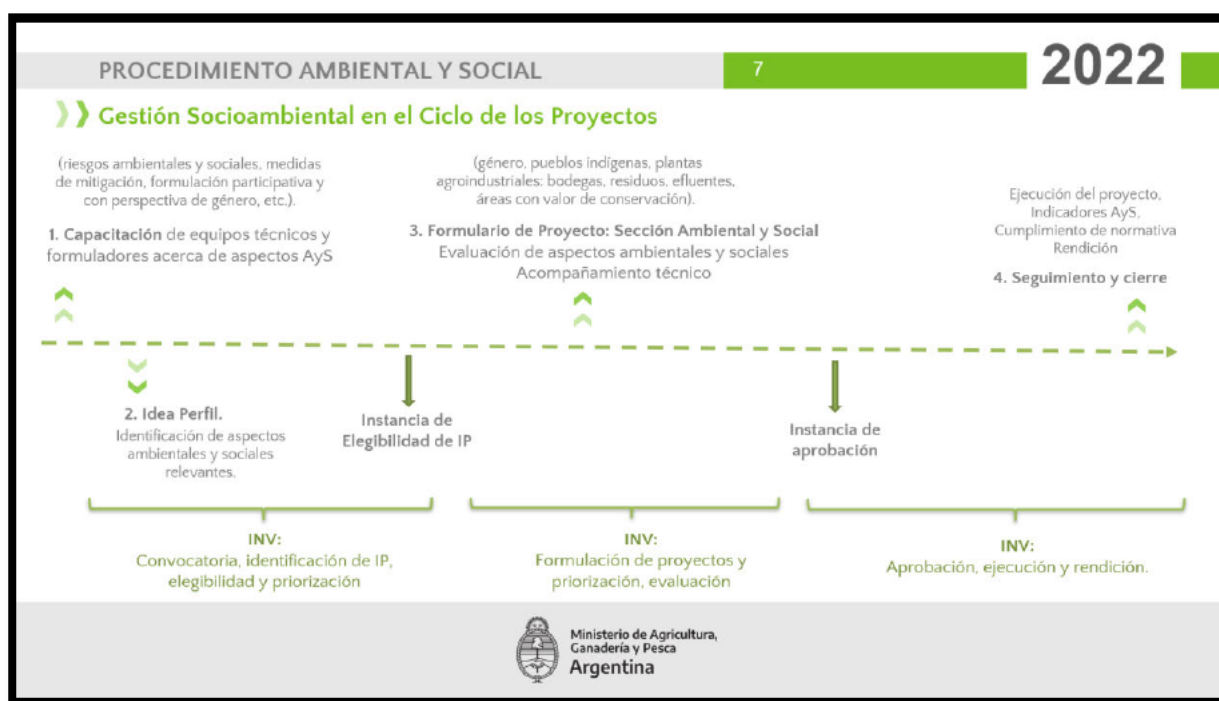 PROCEDIMIENTO AMBIENTAL Y SOCIAL
7
2022
Gestión Socioambiental en el Ciclo de los Proyectos
(riesgos ambientales y sociales, medidas
de mitigación, formulación participativa y
con perspectiva de género, etc.).
1. Capacitación de equipos técnicos y
formuladores acerca de aspectos AyS
(género, pueblos indígenas, plantas
agroindustriales: bodegas, residuos, efluentes,
áreas con valor de conservación).
3. Formulario de Proyecto: Sección Ambiental y Social
Evaluación de aspectos ambientales y sociales
Acompañamiento técnico
Ejecución del proyecto,
Indicadores AyS,
Cumplimiento de normativa
Rendición
4. Seguimiento y cierre
2. Idea Perfil.
Identificación de aspectos
ambientales y sociales
relevantes.
Instancia de
Elegibilidad de IP
Instancia de
aprobación
INV:
Convocatoria, identificación de IP,
elegibilidad y priorización
INV:
Formulación de proyectos y
priorización, evaluación
INV:
Aprobación, ejecución y rendición.
Ministerio de Agricultura,
Ganadería y Pesca
Argentina